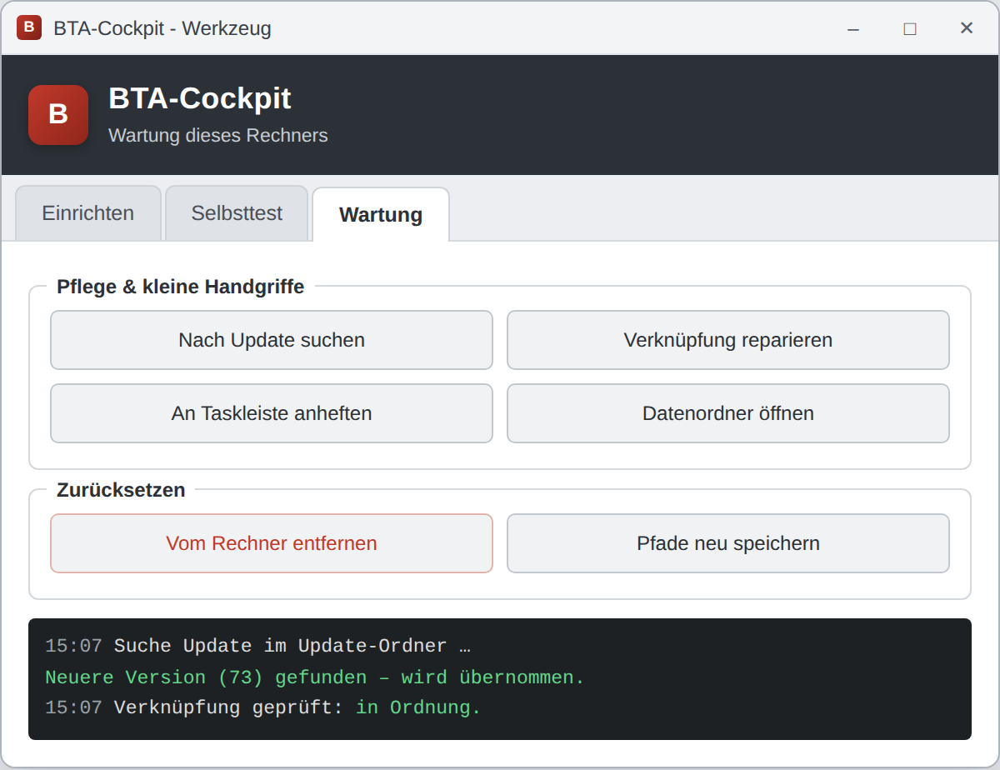 B BTA-Cockpit - Werkzeug
B
BTA-Cockpit
Wartung dieses Rechners
Einrichten Selbsttest Wartung
Pflege & kleine Handgriffe
Nach Update suchen Verknüpfung reparieren
An Taskleiste anheften Datenordner öffnen
Zurücksetzen
Vom Rechner entfernen Pfade neu speichern
15:07 Suche Update im Update-Ordner …
Neuere Version (73) gefunden – wird übernommen.
15:07 Verknüpfung geprüft: in Ordnung.